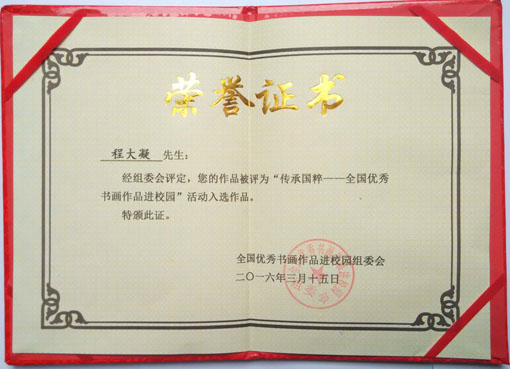 荣誉证书
程大凝 先生:
经组委会评定,您的作品被评为“传承国粹——全国优秀
书画作品进校园”活动入选作品。
特颁此证。
全国优秀书画作品进校园组委会
二〇一六年三月十五日